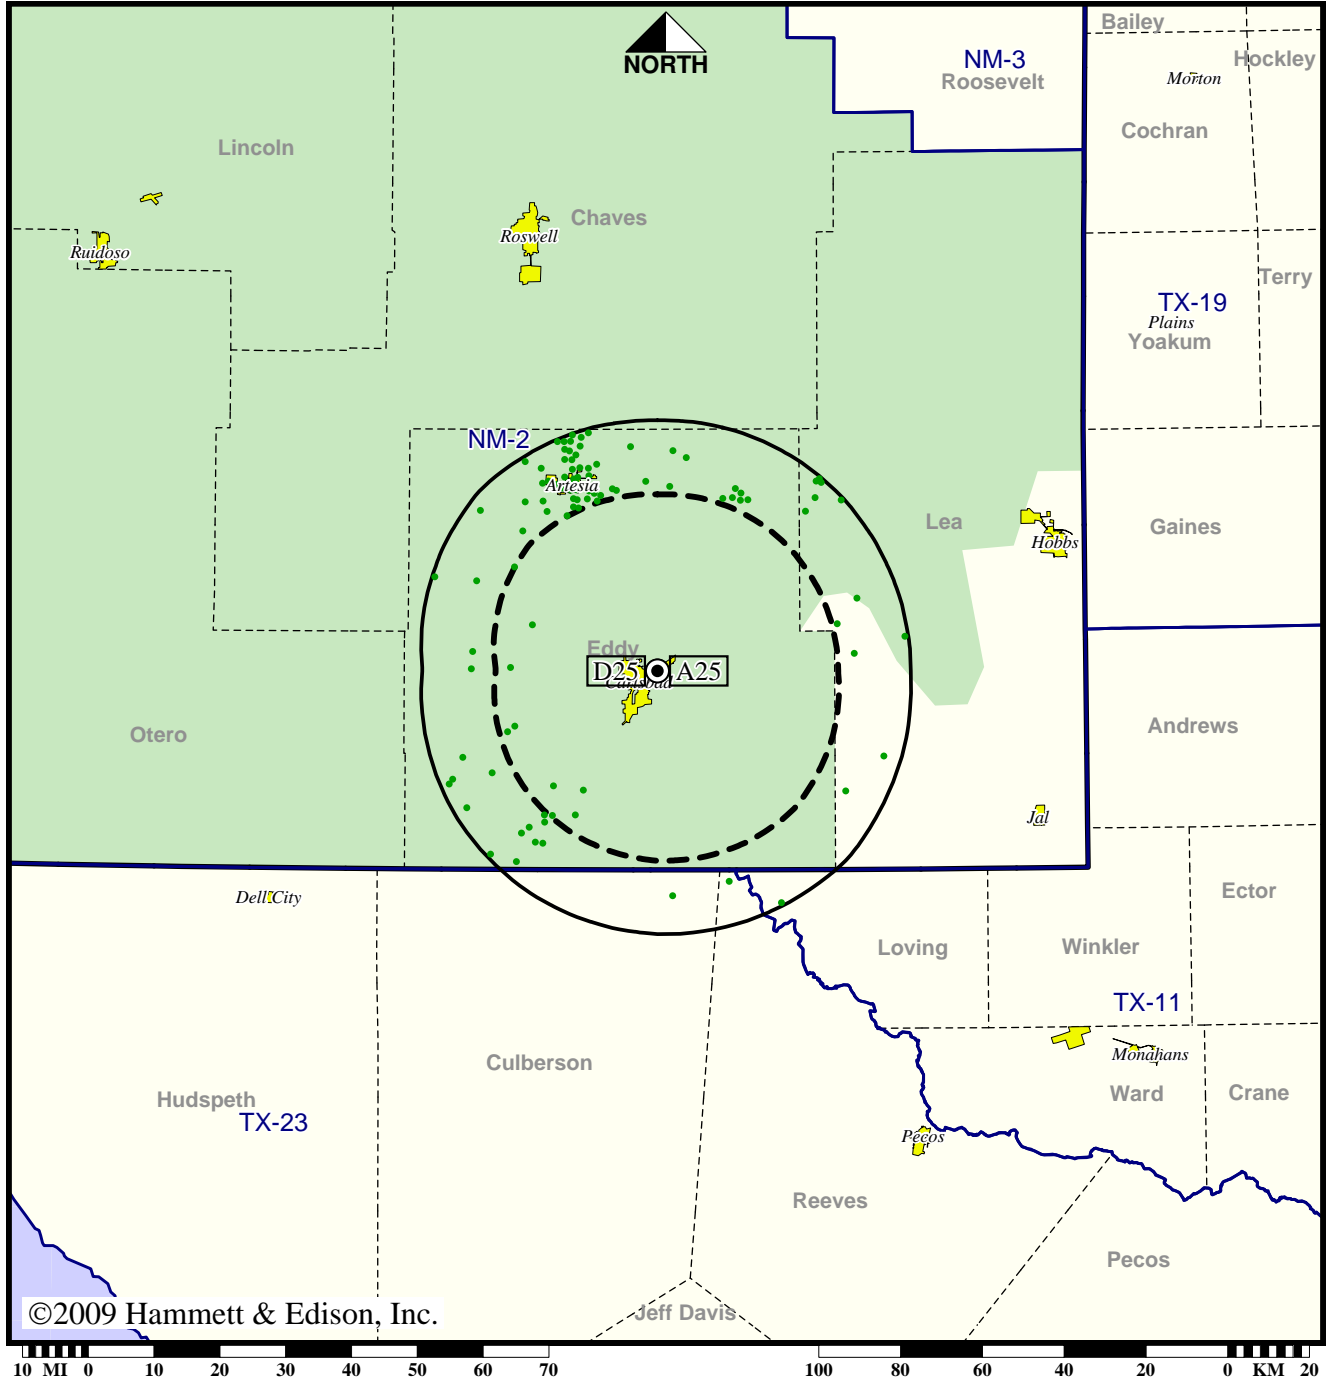 Bailey
NORTH
NM-3
Roosevelt
Hockley
Morton
Cochran
Lincoln
Chaves
Roswell
Ruidoso
Terry
TX-19
Plains
Yoakum
NM-2
Artesia
Lea
Gaines
Hobbs
Eddy
D25 A25
Carlsbad
Otero
Andrews
Jal
Dell City
Ector
Loving
Winkler
TX-11
Culberson
Monahans
Hudspeth
Ward
Crane
TX-23
Pecos
Reeves
Pecos
©2009 Hammett & Edison, Inc.
Jeff Davis
10 MI 0 10 20 30 40 50 60 70 100 80 60 40 20 0 KM 20